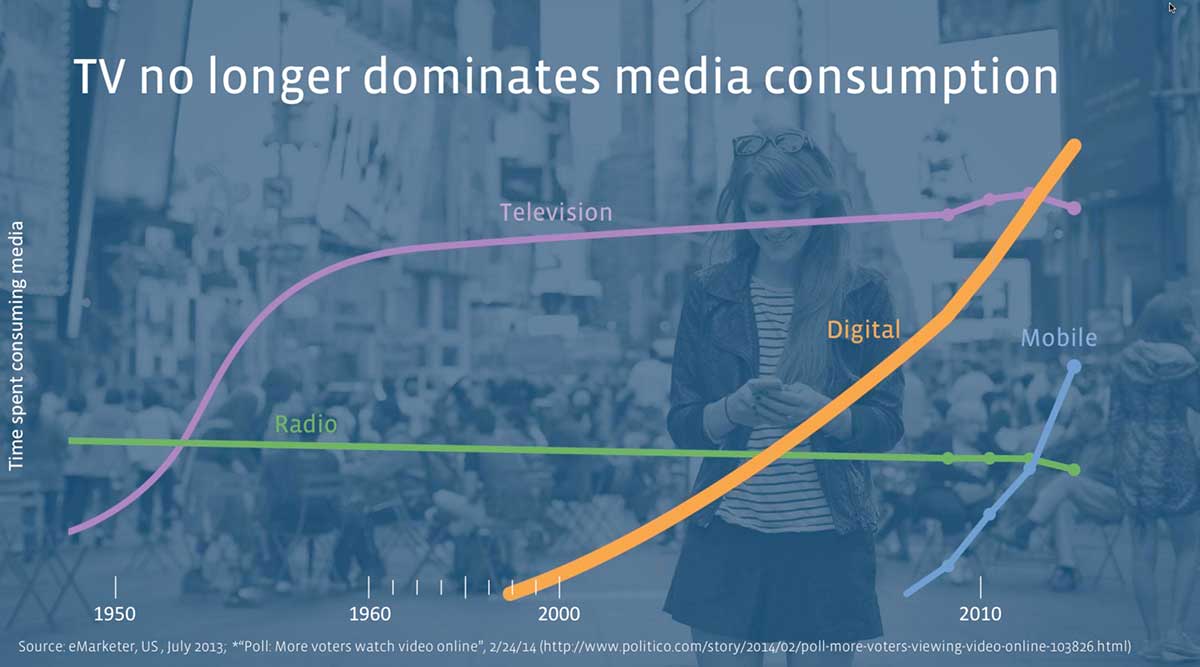 TV no longer dominates media consumption
Time spent consuming media
Television
Digital
Mobile
Radio
1950 1960 2000 2010
Source: eMarketer, US , July 2013; *“Poll: More voters watch video online”, 2/24/14 (http://www.politico.com/story/2014/02/poll-more-voters-viewing-video-online-103826.html)